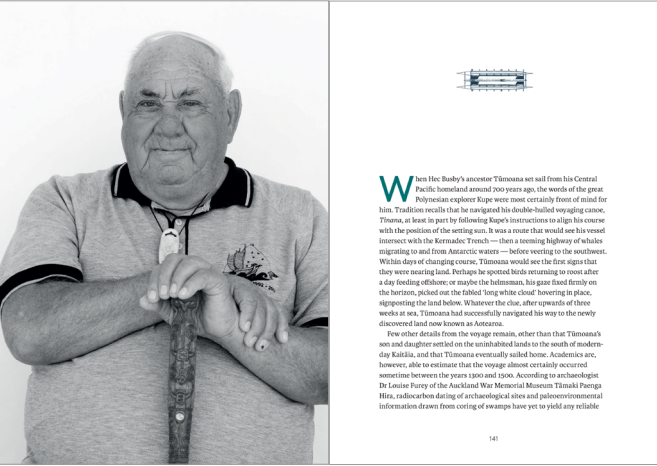 When Hec Busby's ancestor Tūmoana set sail from his Central
Pacific homeland around 700 years ago, the words of the great
Polynesian explorer Kupe were most certainly front of mind for
him. Tradition recalls that he navigated his double-hulled voyaging canoe,
Tinana, at least in part by following Kupe's instructions to align his course
with the position of the setting sun. It was a route that would see his vessel
intersect with the Kermadec Trench — then a teeming highway of whales
migrating to and from Antarctic waters — before veering to the southwest.
Within days of changing course, Tūmoana would see the first signs that
they were nearing land. Perhaps he spotted birds returning to roost after
a day feeding offshore; or maybe the helmsman, his gaze fixed firmly on
the horizon, picked out the fabled 'long white cloud' hovering in place,
signposting the land below. Whatever the clue, after upwards of three
weeks at sea, Tūmoana had successfully navigated his way to the newly
discovered land now known as Aotearoa.
Few other details from the voyage remain, other than that Tūmoana's
son and daughter settled on the uninhabited lands to the south of modern-
day Kaitāia, and that Tūmoana eventually sailed home. Academics are,
however, able to estimate that the voyage almost certainly occurred
sometime between the years 1300 and 1500. According to archaeologist
Dr Louise Furey of the Auckland War Memorial Museum Tāmaki Paenga
Hira, radiocarbon dating of archaeological sites and paleoenvironmental
information drawn from coring of swamps have yet to yield any reliable
141